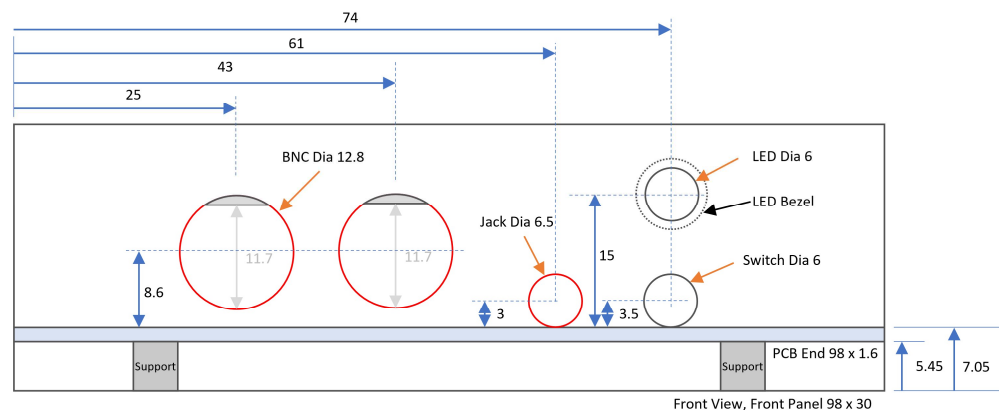 74
61
43
25
BNC Dia 12.8
LED Dia 6
LED Bezel
Jack Dia 6.5
11.7
11.7
15
Switch Dia 6
8.6
3
3.5
PCB End 98 x 1.6
Support
Support
5.45
7.05
Front View, Front Panel 98 x 30